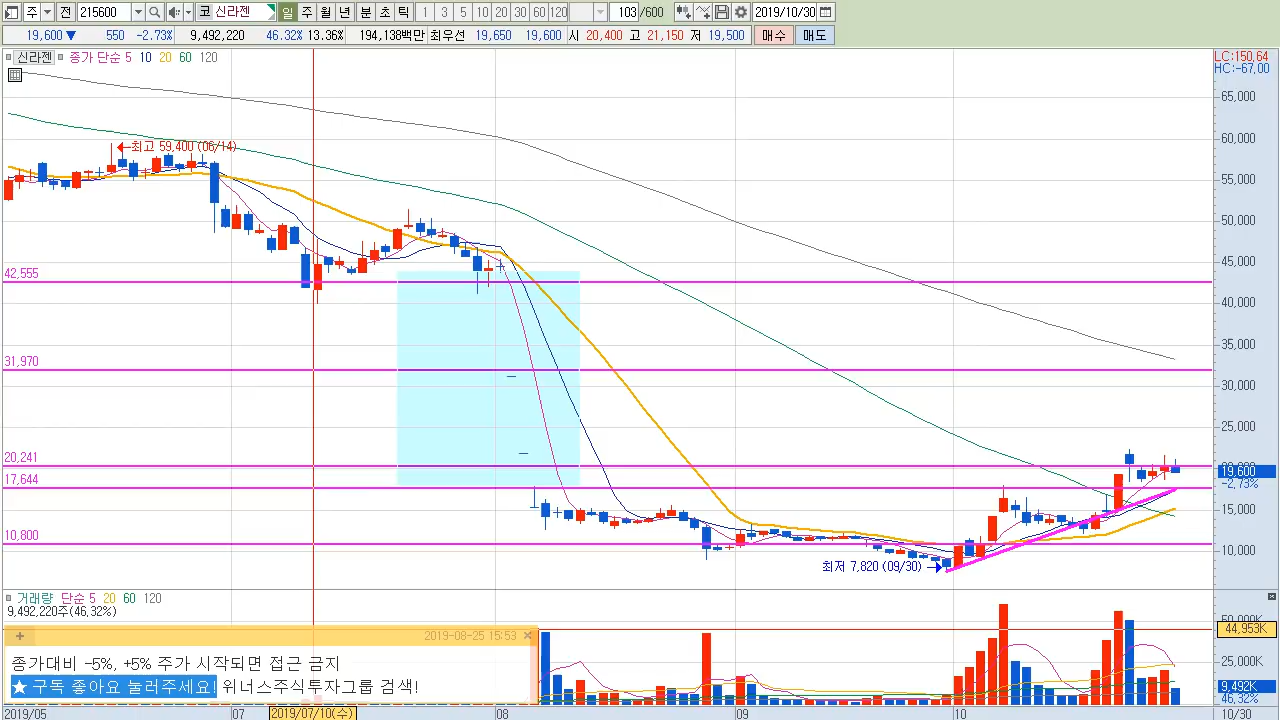 주 전 215600 코 신라젠 일 주 월 년 분 초 틱 1 3 5 10 20 30 60 120 103 /600 2019/10/30
19,600 ▼ 550 -2.73% 9,492,220 46.32% 13.36% 194,138백만 최우선 19,650 19,600 시 20,400 고 21,150 저 19,500 매수 매도
신라젠 종가 단순 5 10 20 60 120
LC:150,64
HC:-67,00
65,000
60,000
최고 59,400 (06/14)
55,000
50,000
45,000
42,555
40,000
35,000
31,970
30,000
25,000
20,241
19,600
-2.73%
17,644
15,000
10,800
10,000
최저 7,820 (09/30)
거래량 단순 5 20 60 120
9,492,220주(46,32%)
50,000K
44,953K
25,000K
9,492K
46,32%
+ 2019-08-25 15:53 ×
종가대비 -5%, +5% 주가 시작되면 접근 금지
★ 구독 좋아요 눌러주세요! 위너스주식투자그룹 검색!
2019/05 07 2019/07/10(수) 08 09 10 10/30